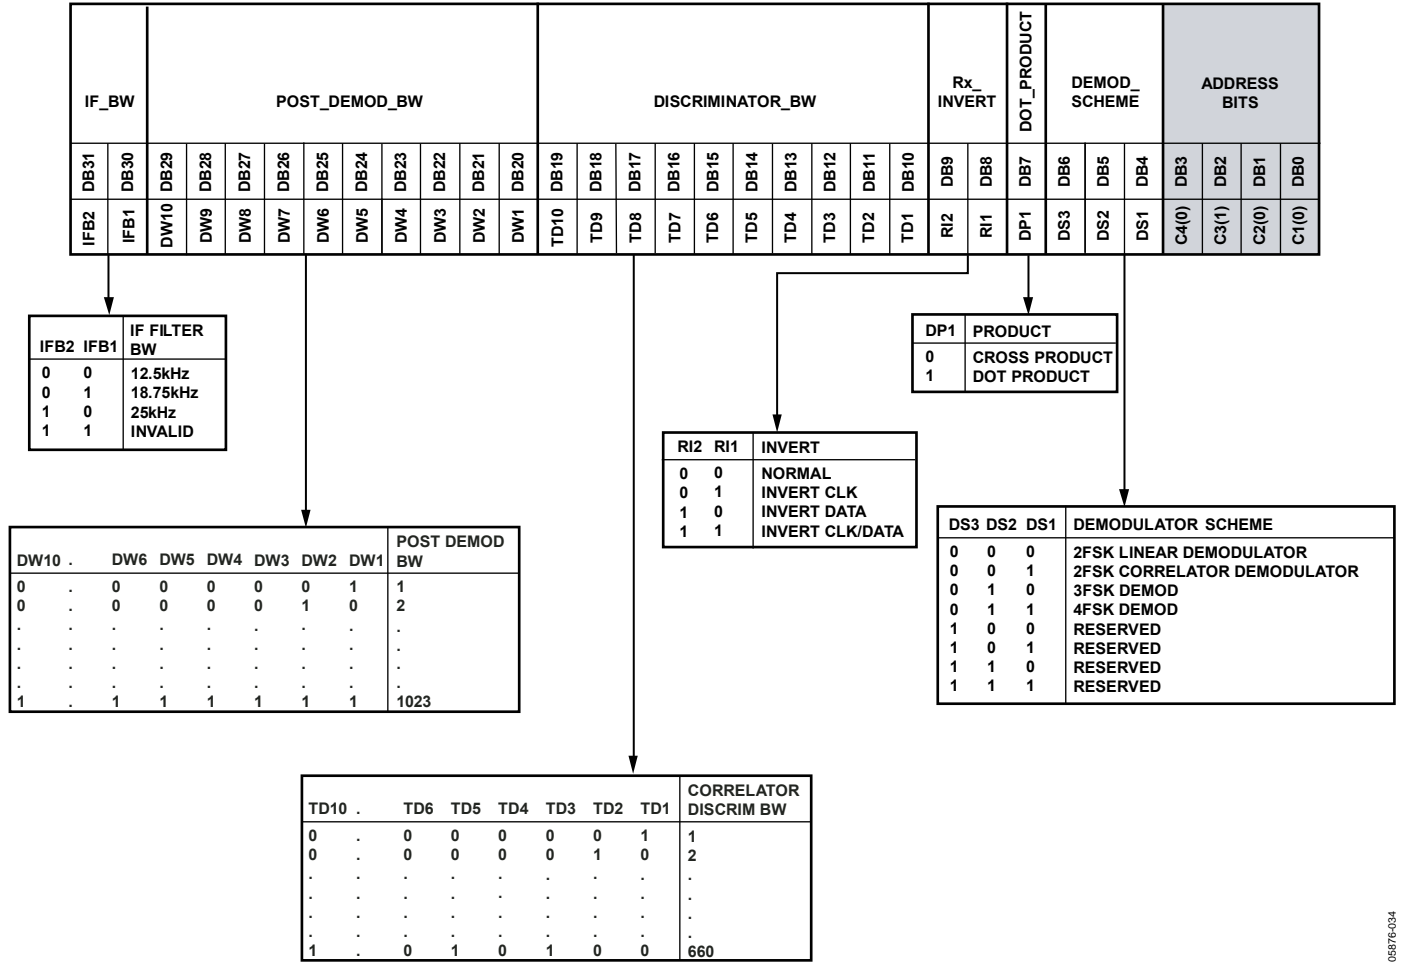 IF_BW POST_DEMOD_BW DISCRIMINATOR_BW Rx_ INVERT DOT_PRODUCT DEMOD_ SCHEME ADDRESS BITS
DB31 DB30 DB29 DB28 DB27 DB26 DB25 DB24 DB23 DB22 DB21 DB20 DB19 DB18 DB17 DB16 DB15 DB14 DB13 DB12 DB11 DB10 DB9 DB8 DB7 DB6 DB5 DB4 DB3 DB2 DB1 DB0
IFB2 IFB1 DW10 DW9 DW8 DW7 DW6 DW5 DW4 DW3 DW2 DW1 TD10 TD9 TD8 TD7 TD6 TD5 TD4 TD3 TD2 TD1 RI2 RI1 DP1 DS3 DS2 DS1 C4(0) C3(1) C2(0) C1(0)
IFB2 IFB1 IF FILTER BW
0 0 12.5kHz
0 1 18.75kHz
1 0 25kHz
1 1 INVALID
DP1 PRODUCT
0 CROSS PRODUCT
1 DOT PRODUCT
RI2 RI1 INVERT
0 0 NORMAL
0 1 INVERT CLK
1 0 INVERT DATA
1 1 INVERT CLK/DATA
DS3 DS2 DS1 DEMODULATOR SCHEME
0 0 0 2FSK LINEAR DEMODULATOR
0 0 1 2FSK CORRELATOR DEMODULATOR
0 1 0 3FSK DEMOD
0 1 1 4FSK DEMOD
1 0 0 RESERVED
1 0 1 RESERVED
1 1 0 RESERVED
1 1 1 RESERVED
DW10 . DW6 DW5 DW4 DW3 DW2 DW1 POST DEMOD BW
0 . 0 0 0 0 0 1 1
0 . 0 0 0 0 1 0 2
. . . . . . . . .
. . . . . . . . .
. . . . . . . . .
. . . . . . . . .
1 . 1 1 1 1 1 1 1023
TD10 . TD6 TD5 TD4 TD3 TD2 TD1 CORRELATOR DISCRIM BW
0 . 0 0 0 0 0 1 1
0 . 0 0 0 0 1 0 2
. . . . . . . . .
. . . . . . . . .
. . . . . . . . .
. . . . . . . . .
1 . 0 1 0 1 0 0 660
05876-034